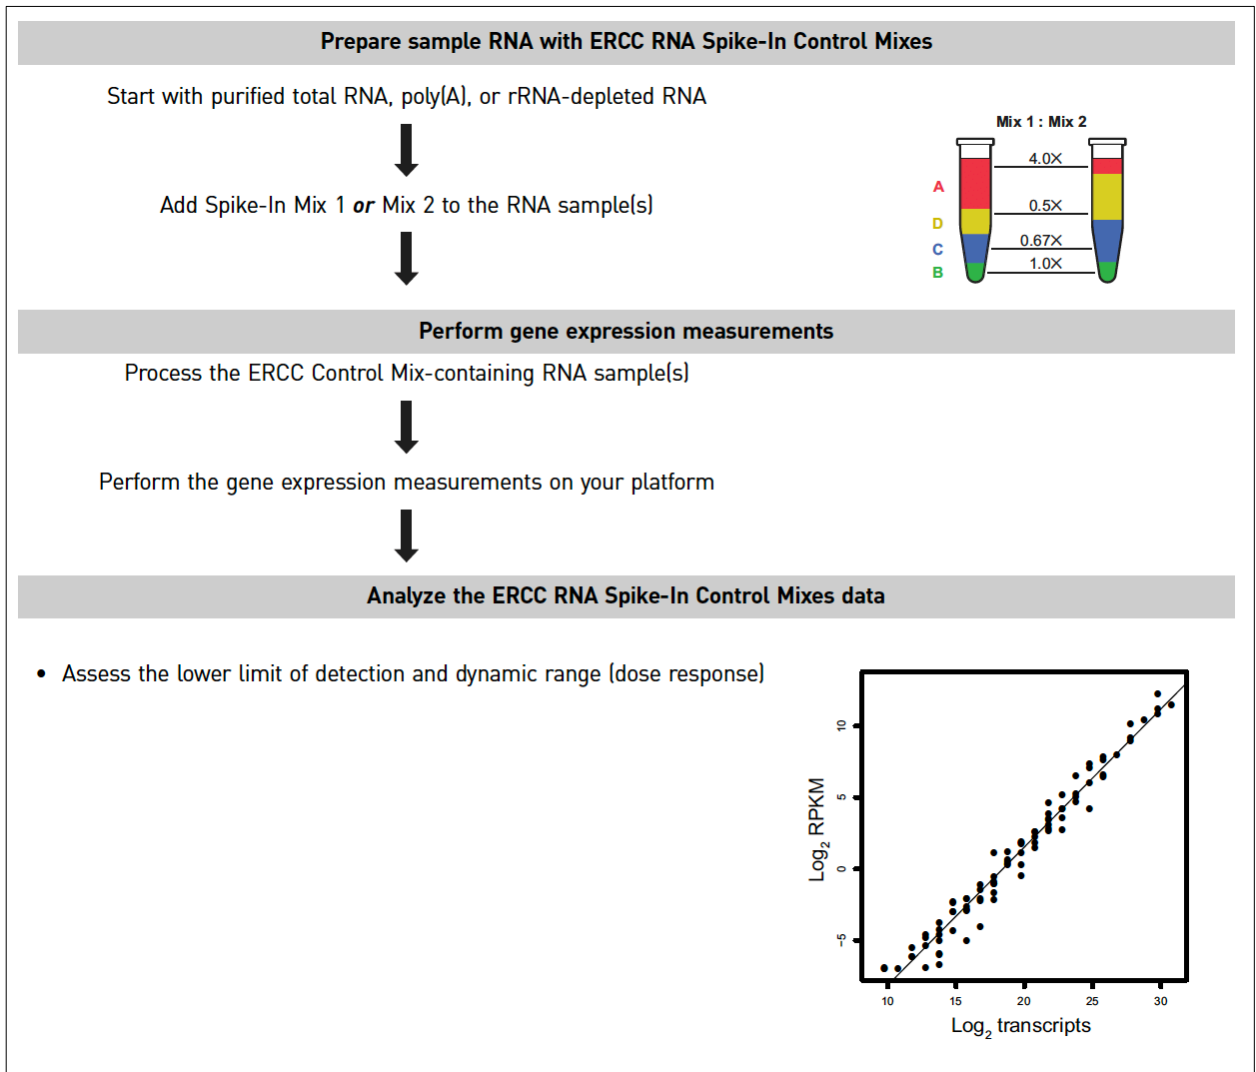 Prepare sample RNA with ERCC RNA Spike-In Control Mixes
Start with purified total RNA, poly(A), or rRNA-depleted RNA
Add Spike-In Mix 1 or Mix 2 to the RNA sample(s)
Mix 1 : Mix 2
4.0X
A
0.5X
D
0.67X
C
1.0X
B
Perform gene expression measurements
Process the ERCC Control Mix-containing RNA sample(s)
Perform the gene expression measurements on your platform
Analyze the ERCC RNA Spike-In Control Mixes data
• Assess the lower limit of detection and dynamic range (dose response)
Log2 RPKM
10
5
0
−5
10 15 20 25 30
Log2 transcripts